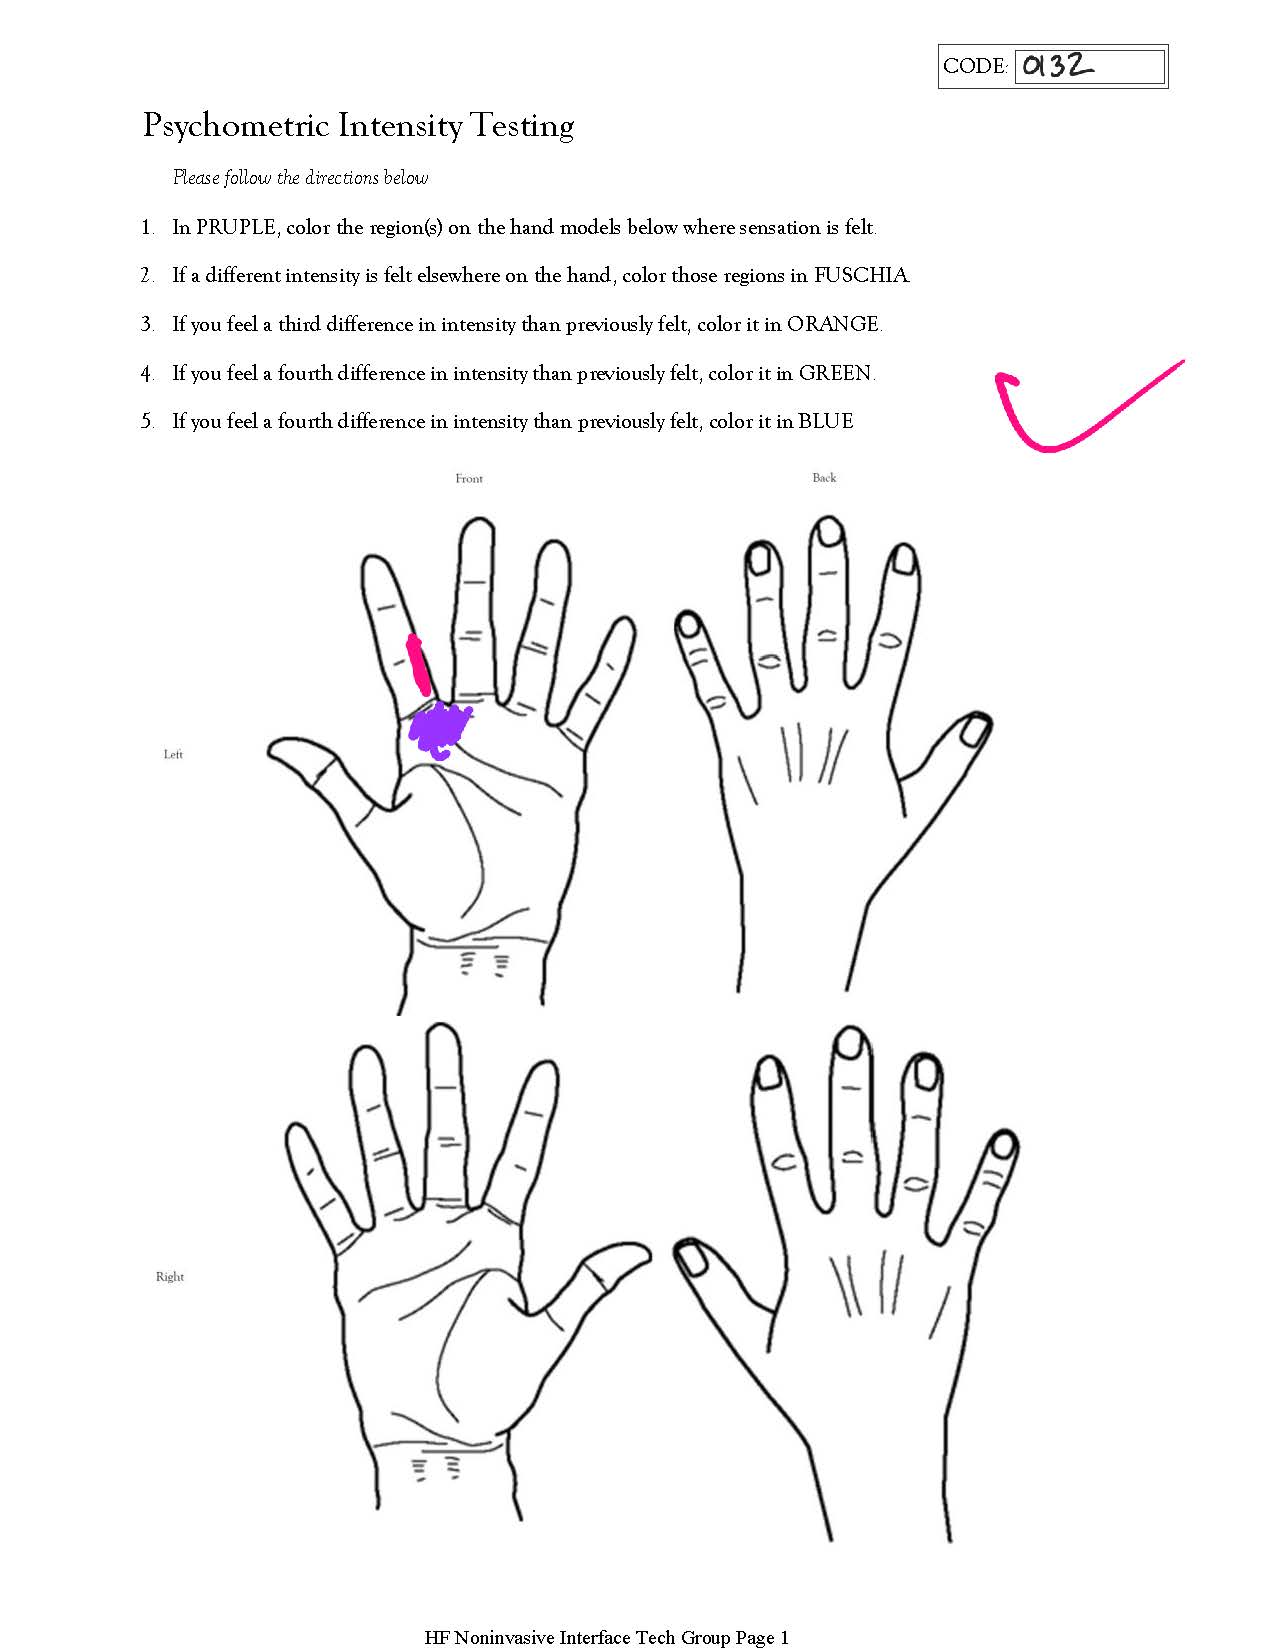 CODE: 0132
Psychometric Intensity Testing
Please follow the directions below
1. In PRUPLE, color the region(s) on the hand models below where sensation is felt.
2. If a different intensity is felt elsewhere on the hand, color those regions in FUSCHIA.
3. If you feel a third difference in intensity than previously felt, color it in ORANGE.
4. If you feel a fourth difference in intensity than previously felt, color it in GREEN.
5. If you feel a fourth difference in intensity than previously felt, color it in BLUE
Front Back
Left
Right
HF Noninvasive Interface Tech Group Page 1